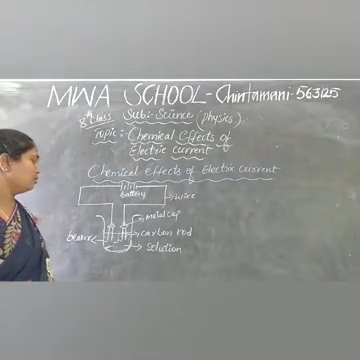 MWA SCHOOL - Chintamani - 563125
8th class Sub:- Science (physics)
Topic:- Chemical Effects of
Electric current
Chemical effects of Electric current
Battery
wire
metal cap
beaker
carbon rod
solution